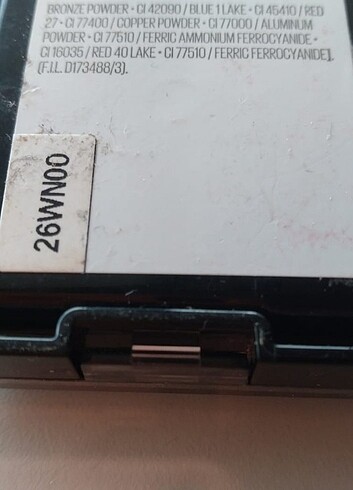 BRONZE POWDER • CI 42090 / BLUE 1 LAKE • CI 45410 / RED
27 • CI 77400 / COPPER POWDER • CI 77000 / ALUMINUM
POWDER • CI 77510 / FERRIC AMMONIUM FERROCYANIDE. •
CI 16035 / RED 40 LAKE • CI 77510 / FERRIC FERROCYANIDE].
(F.I.L. D173488/3).
26WN00